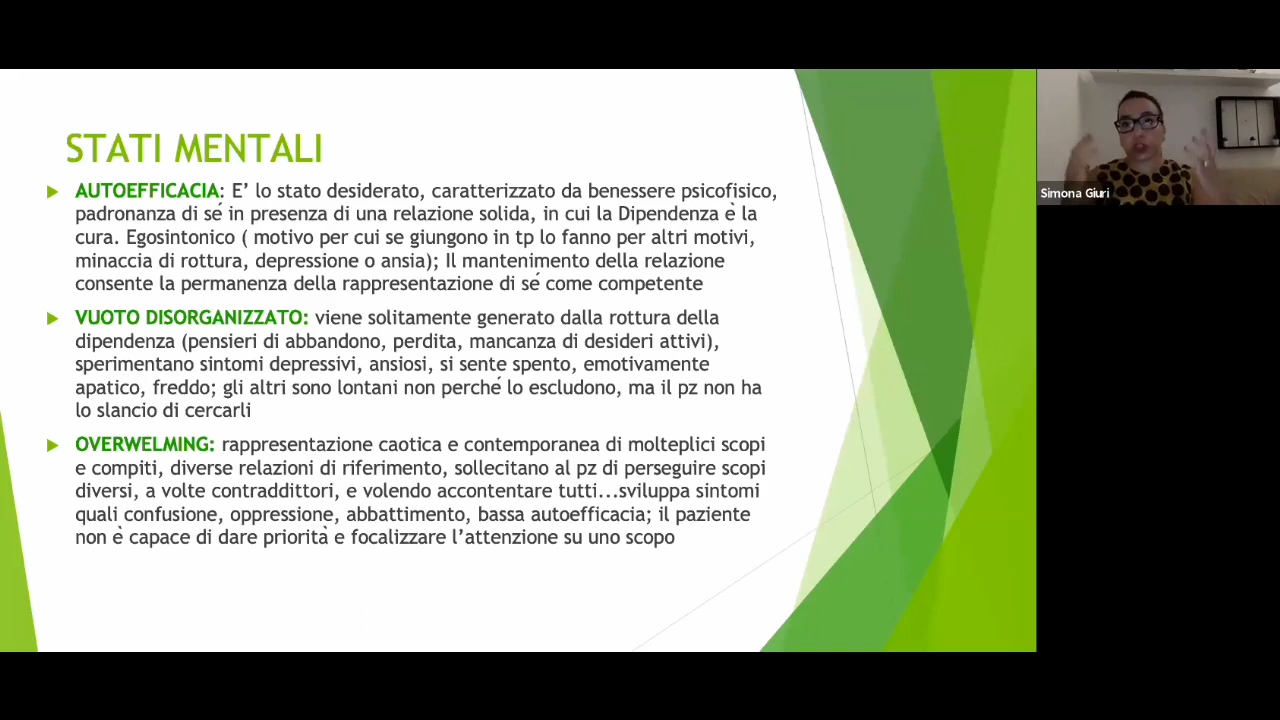 STATI MENTALI
AUTOEFFICACIA: E’ lo stato desiderato, caratterizzato da benessere psicofisico,
padronanza di sé in presenza di una relazione solida, in cui la Dipendenza è la
cura. Egosintonico ( motivo per cui se giungono in tp lo fanno per altri motivi,
minaccia di rottura, depressione o ansia); Il mantenimento della relazione
consente la permanenza della rappresentazione di sé come competente
VUOTO DISORGANIZZATO: viene solitamente generato dalla rottura della
dipendenza (pensieri di abbandono, perdita, mancanza di desideri attivi),
sperimentano sintomi depressivi, ansiosi, si sente spento, emotivamente
apatico, freddo; gli altri sono lontani non perché lo escludono, ma il pz non ha
lo slancio di cercarli
OVERWELMING: rappresentazione caotica e contemporanea di molteplici scopi
e compiti, diverse relazioni di riferimento, sollecitano al pz di perseguire scopi
diversi, a volte contraddittori, e volendo accontentare tutti...sviluppa sintomi
quali confusione, oppressione, abbattimento, bassa autoefficacia; il paziente
non è capace di dare priorità e focalizzare l’attenzione su uno scopo
Simona Giuri